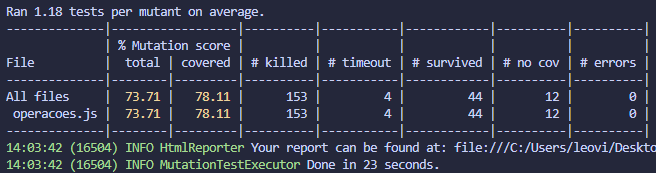 Ran 1.18 tests per mutant on average.
--------------|------------------|----------|-----------|------------|----------|----------|
              | % Mutation score |          |           |            |          |          |
File          |  total | covered | # killed | # timeout | # survived | # no cov | # errors |
--------------|--------|---------|----------|-----------|------------|----------|----------|
All files     |  73.71 |   78.11 |      153 |         4 |         44 |       12 |        0 |
 operacoes.js |  73.71 |   78.11 |      153 |         4 |         44 |       12 |        0 |
--------------|--------|---------|----------|-----------|------------|----------|----------|
14:03:42 (16504) INFO HtmlReporter Your report can be found at: file:///C:/Users/leovi/Deskto
14:03:42 (16504) INFO MutationTestExecutor Done in 23 seconds.